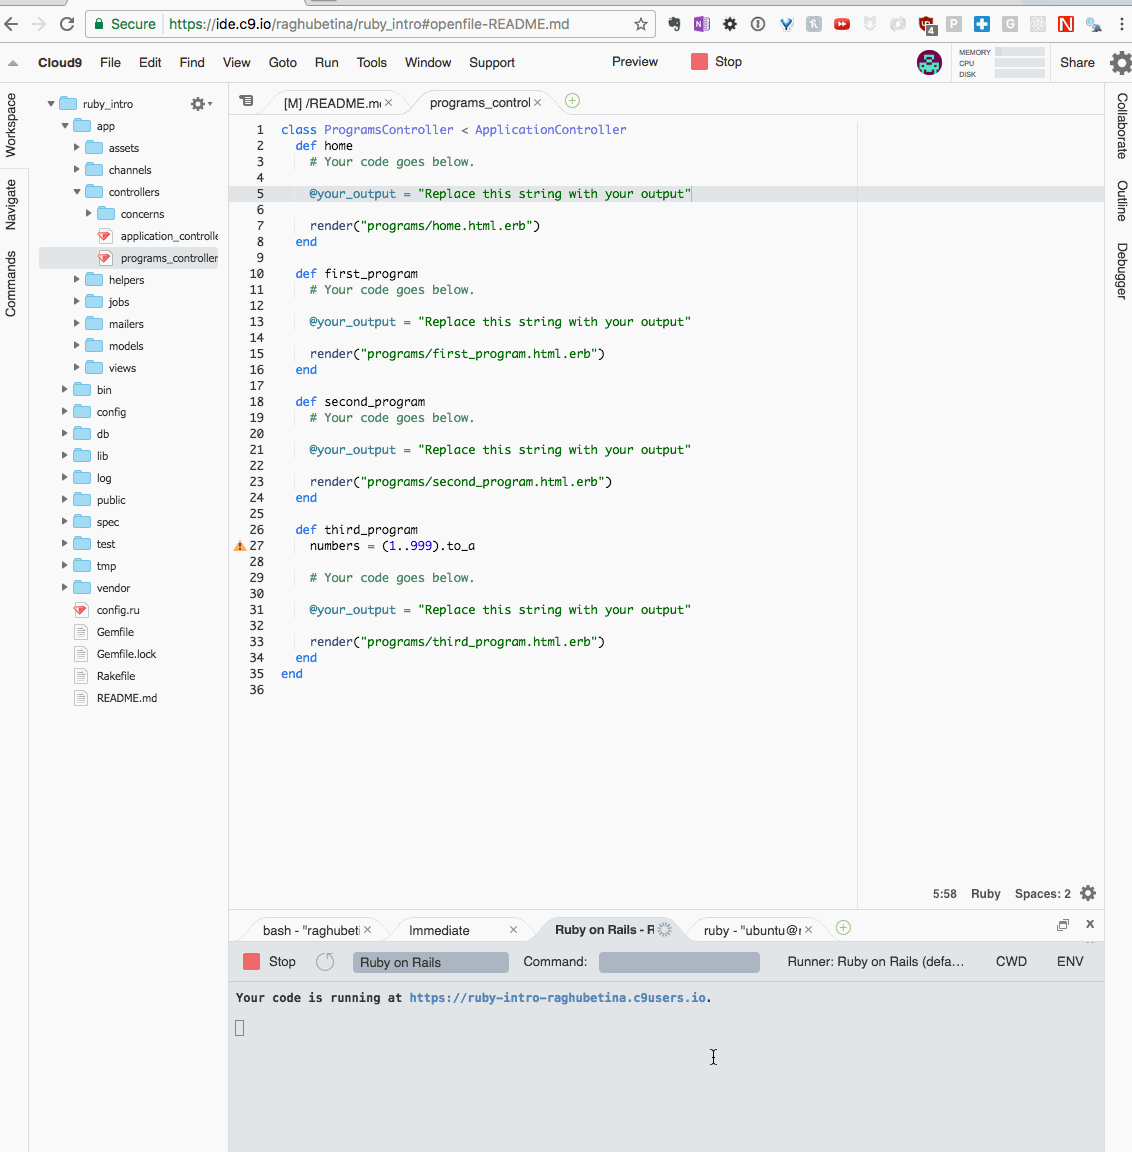 Secure https://ide.c9.io/raghubetina/ruby_intro#openfile-README.md
4 P G N
Cloud9 File Edit Find View Goto Run Tools Window Support Preview Stop MEMORY CPU DISK Share
Workspace
Navigate
Commands
Collaborate
Outline
Debugger
ruby_intro
app
assets
channels
controllers
concerns
application_controlle
programs_controller
helpers
jobs
mailers
models
views
bin
config
db
lib
log
public
spec
test
tmp
vendor
config.ru
Gemfile
Gemfile.lock
Rakefile
README.md
[M] /README.m × programs_control ×
1 class ProgramsController < ApplicationController
2 def home
3 # Your code goes below.
4
5 @your_output = "Replace this string with your output"
6
7 render("programs/home.html.erb")
8 end
9
10 def first_program
11 # Your code goes below.
12
13 @your_output = "Replace this string with your output"
14
15 render("programs/first_program.html.erb")
16 end
17
18 def second_program
19 # Your code goes below.
20
21 @your_output = "Replace this string with your output"
22
23 render("programs/second_program.html.erb")
24 end
25
26 def third_program
27 numbers = (1..999).to_a
28
29 # Your code goes below.
30
31 @your_output = "Replace this string with your output"
32
33 render("programs/third_program.html.erb")
34 end
35 end
36
5:58 Ruby Spaces: 2
bash - "raghubeti × Immediate × Ruby on Rails - R ruby - "ubuntu@r ×
Stop Ruby on Rails Command: Runner: Ruby on Rails (defa... CWD ENV
Your code is running at https://ruby-intro-raghubetina.c9users.io.